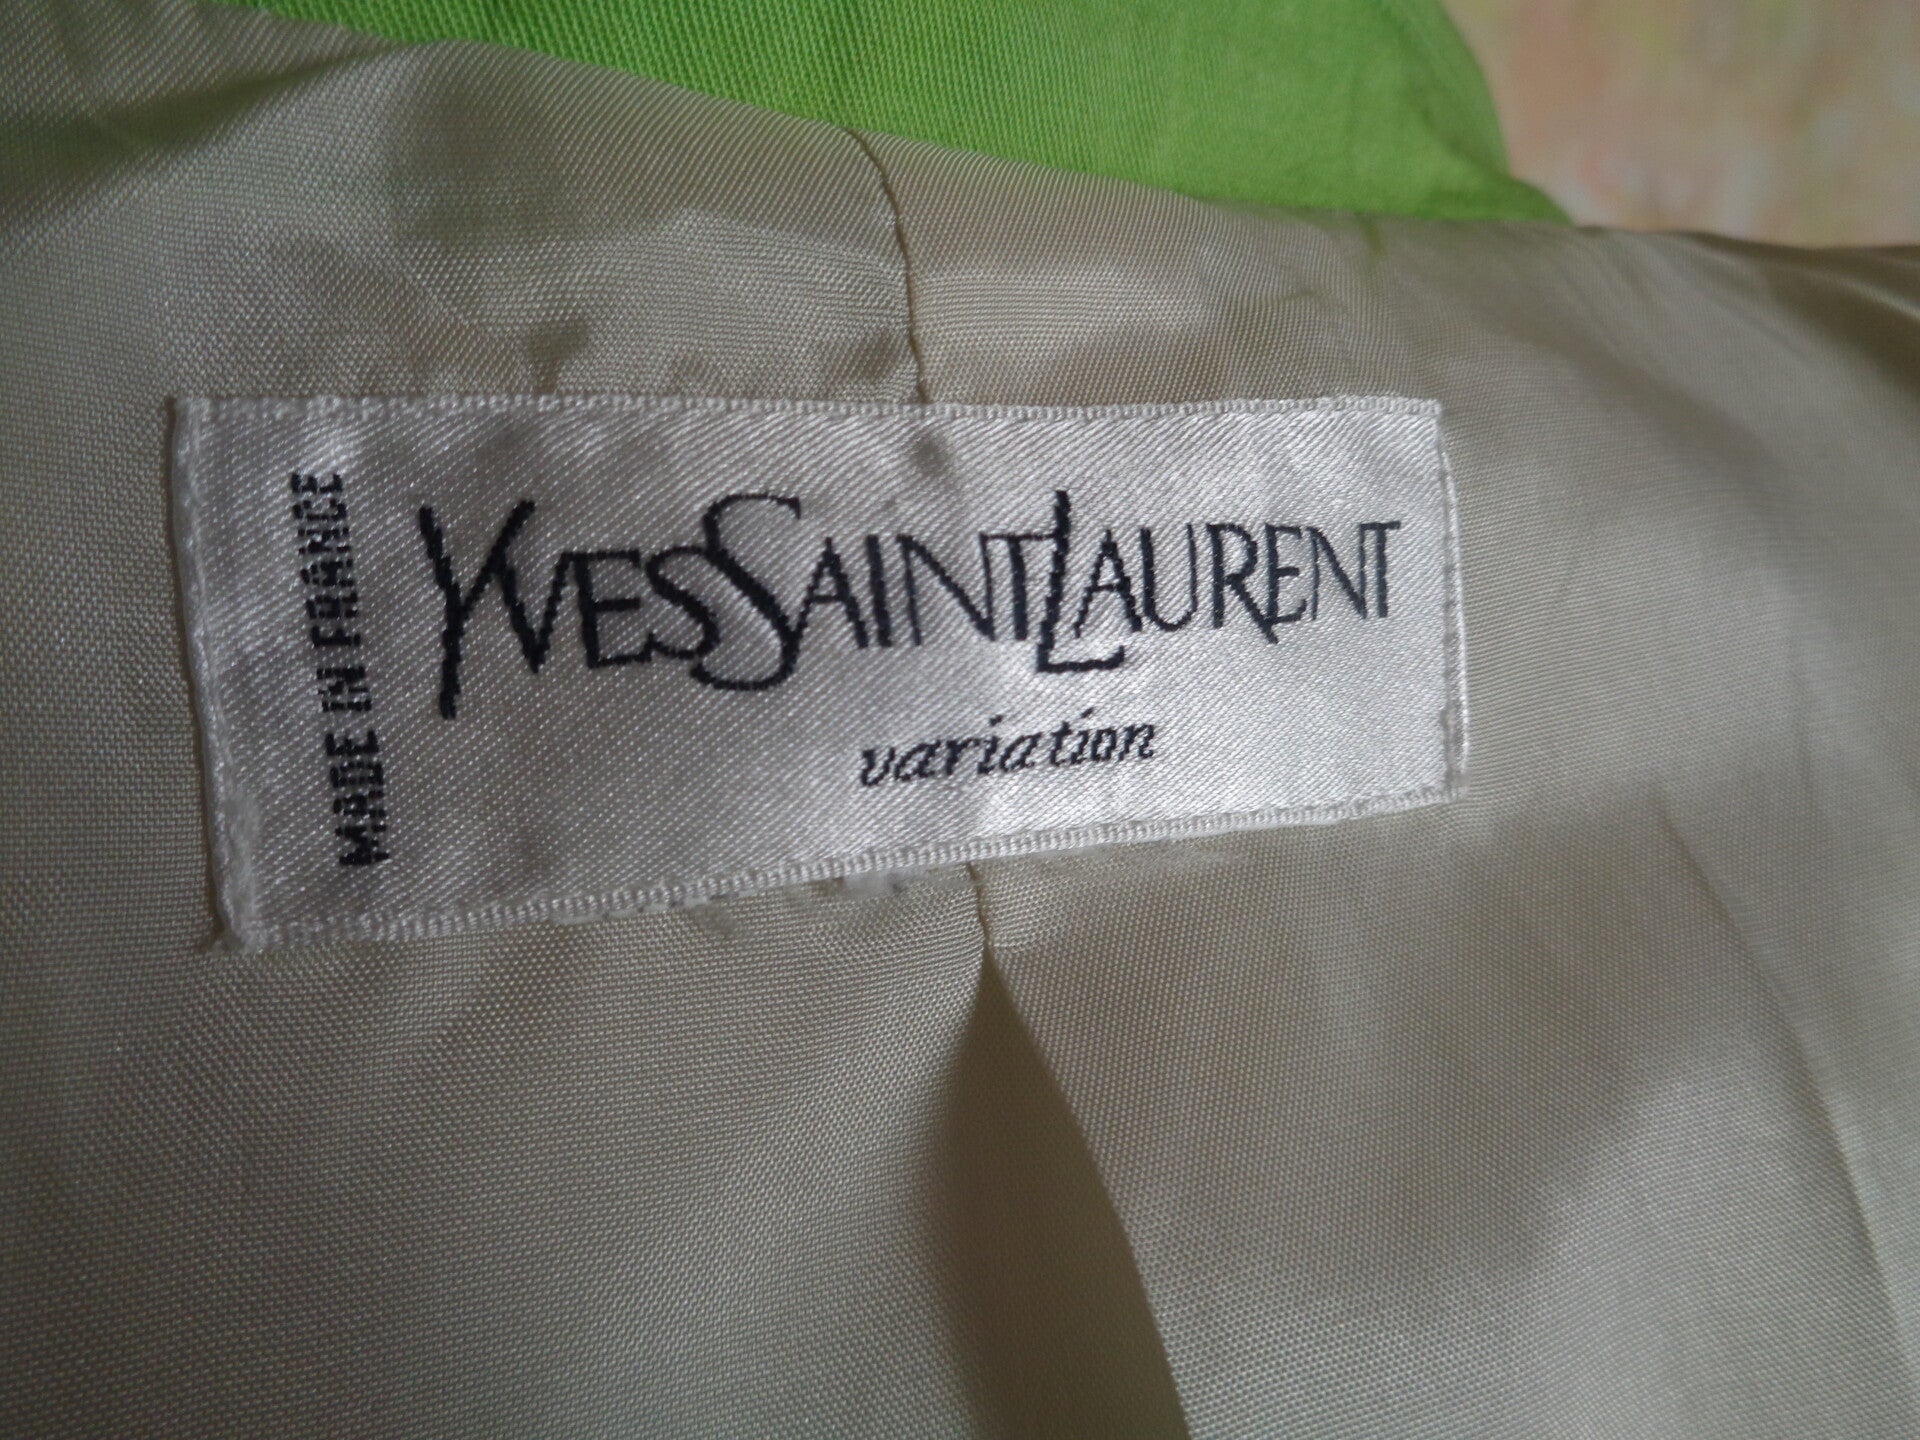 MADE IN FRANCE
YVESSAINTLAURENT
variation